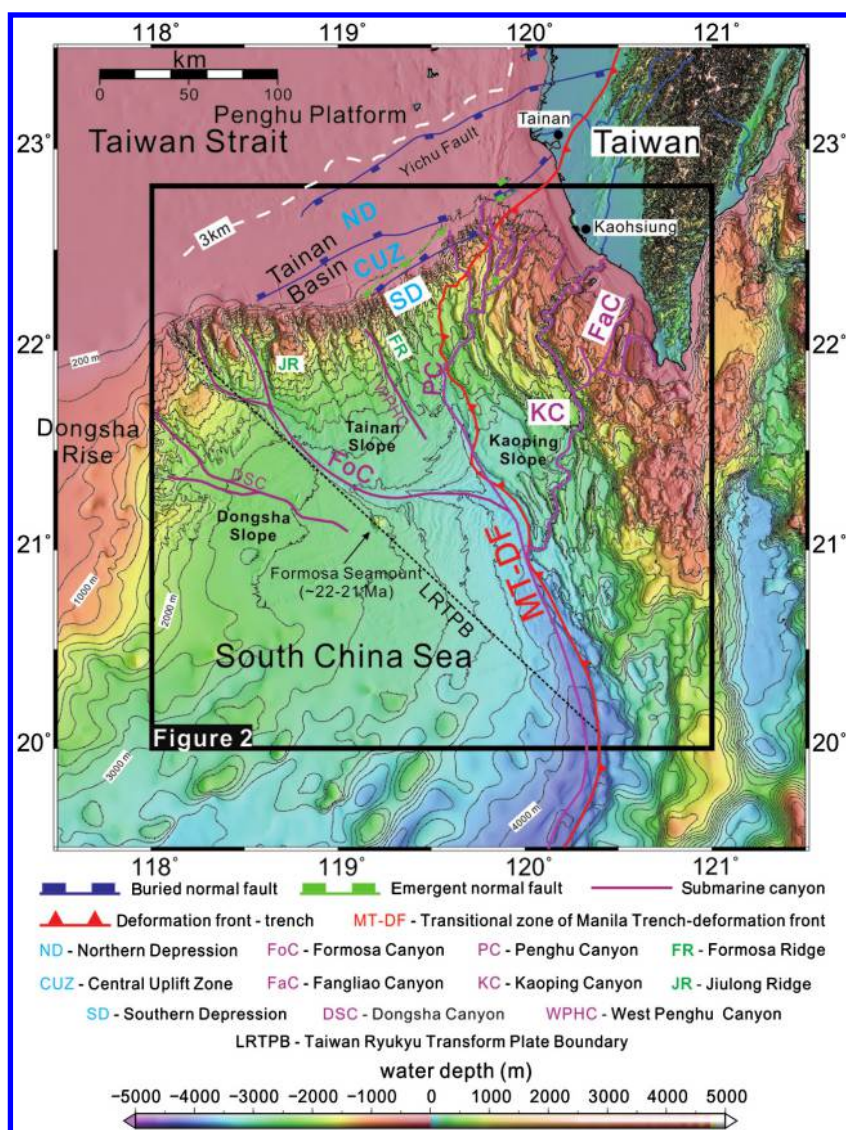 118° 119° 120° 121°
km
0 50 100
Penghu Platform
Taiwan Strait
Tainan
Taiwan
23° 23°
Yichu Fault
3km
ND
Kaohsiung
Tainan
Basin
CUZ
SD
FaC
200 m
22° 22°
JR
FR
PC
WPHC
KC
Dongsha
Rise
Tainan
Slope
Kaoping
Slope
FoC
DSC
Dongsha
Slope
21° 21°
MT-DF
Formosa Seamount
(~22-21 Ma)
LRTPB
1000 m
2000 m
South China Sea
Figure 2
20° 20°
3000 m
4000 m
118° 119° 120° 121°
Buried normal fault Emergent normal fault Submarine canyon
Deformation front - trench MT-DF - Transitional zone of Manila Trench-deformation front
ND - Northern Depression FoC - Formosa Canyon PC - Penghu Canyon FR - Formosa Ridge
CUZ - Central Uplift Zone FaC - Fangliao Canyon KC - Kaoping Canyon JR - Jiulong Ridge
SD - Southern Depression DSC - Dongsha Canyon WPHC - West Penghu Canyon
LRTPB - Taiwan Ryukyu Transform Plate Boundary
water depth (m)
−5000 −4000 −3000 −2000 −1000 0 1000 2000 3000 4000 5000